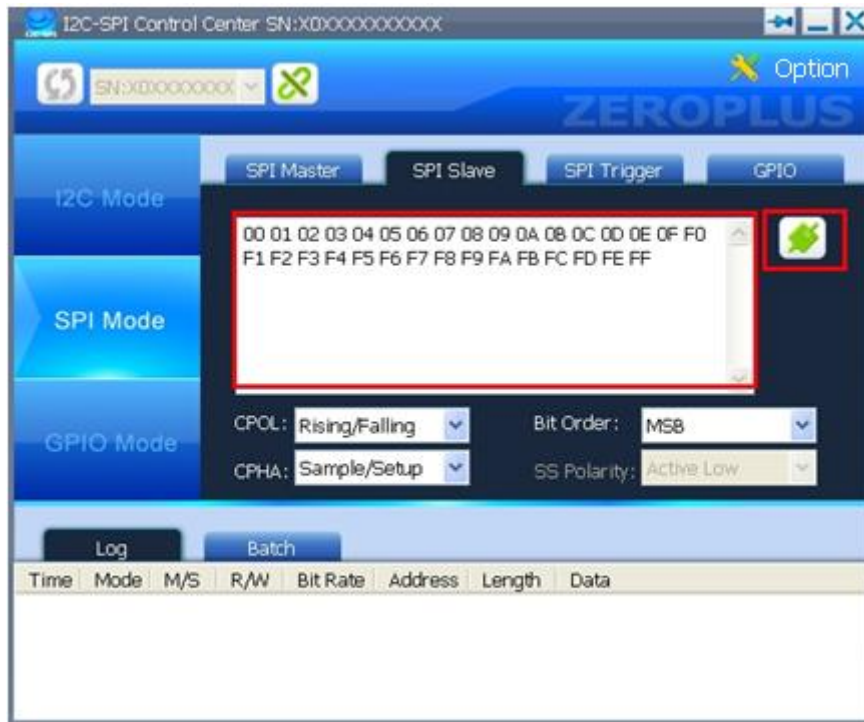 I2C-SPI Control Center SN:X0XXXXXXXXXX
SN:X0XXXXXXX
Option
ZEROPLUS
I2C Mode
SPI Mode
GPIO Mode
SPI Master SPI Slave SPI Trigger GPIO
00 01 02 03 04 05 06 07 08 09 0A 0B 0C 0D 0E 0F F0
F1 F2 F3 F4 F5 F6 F7 F8 F9 FA FB FC FD FE FF
CPOL: Rising/Falling Bit Order: MSB
CPHA: Sample/Setup SS Polarity: Active Low
Log Batch
Time Mode M/S R/W Bit Rate Address Length Data